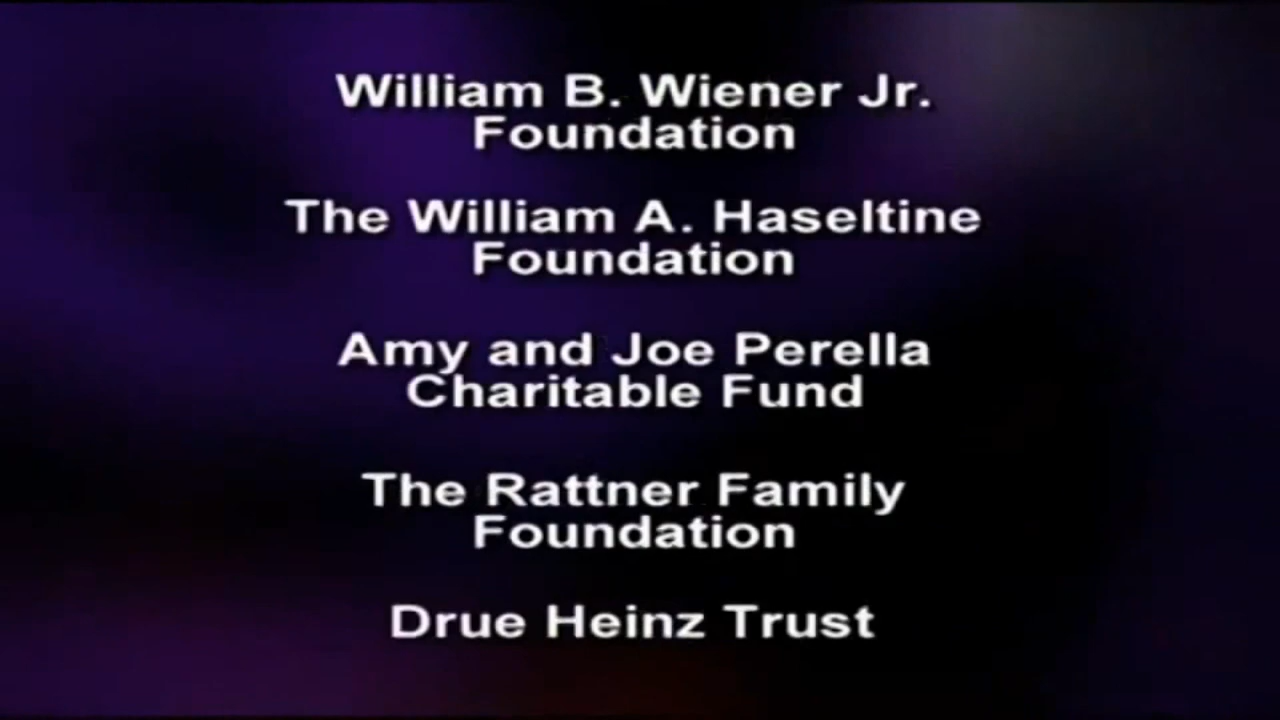 William B. Wiener Jr.
Foundation
The William A. Haseltine
Foundation
Amy and Joe Perella
Charitable Fund
The Rattner Family
Foundation
Drue Heinz Trust